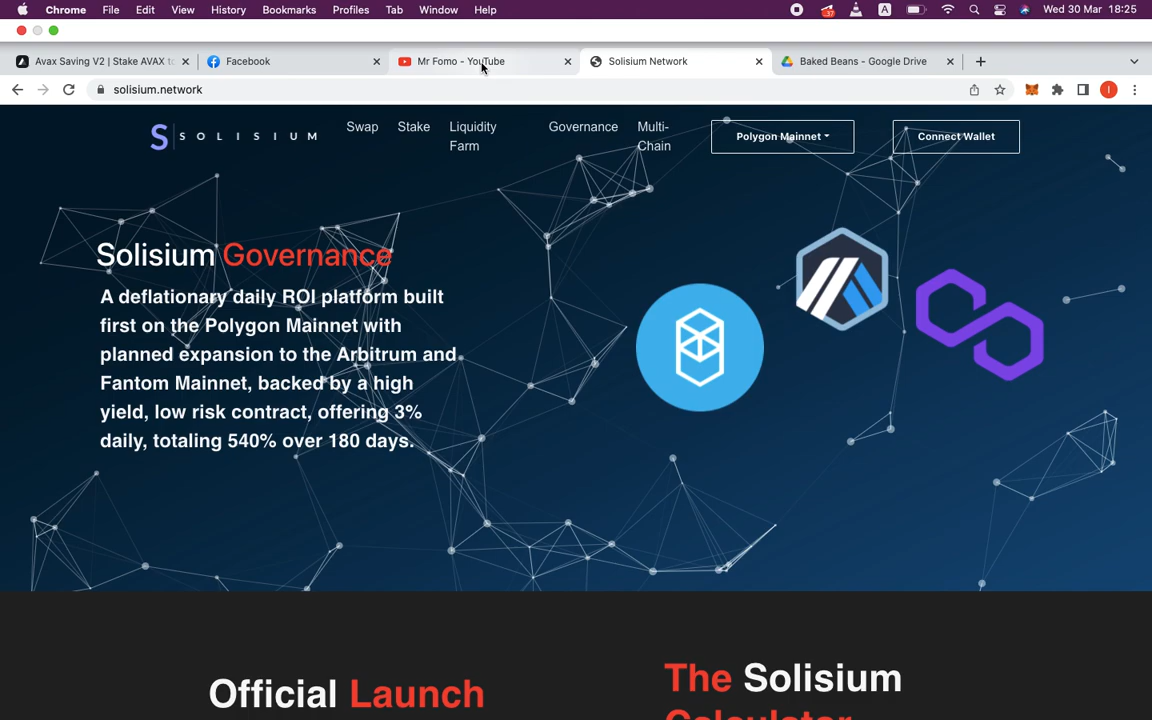 Chrome File Edit View History Bookmarks Profiles Tab Window Help 37 A Wed 30 Mar 18:25
Avax Saving V2 | Stake AVAX to Facebook Mr Fomo - YouTube Solisium Network Baked Beans - Google Drive
solisium.network I
S SOLISIUM Swap Stake Liquidity Farm Governance Multi-Chain Polygon Mainnet Connect Wallet
Solisium Governance
A deflationary daily ROI platform built
first on the Polygon Mainnet with
planned expansion to the Arbitrum and
Fantom Mainnet, backed by a high
yield, low risk contract, offering 3%
daily, totaling 540% over 180 days.
Official Launch
The Solisium
Calculator